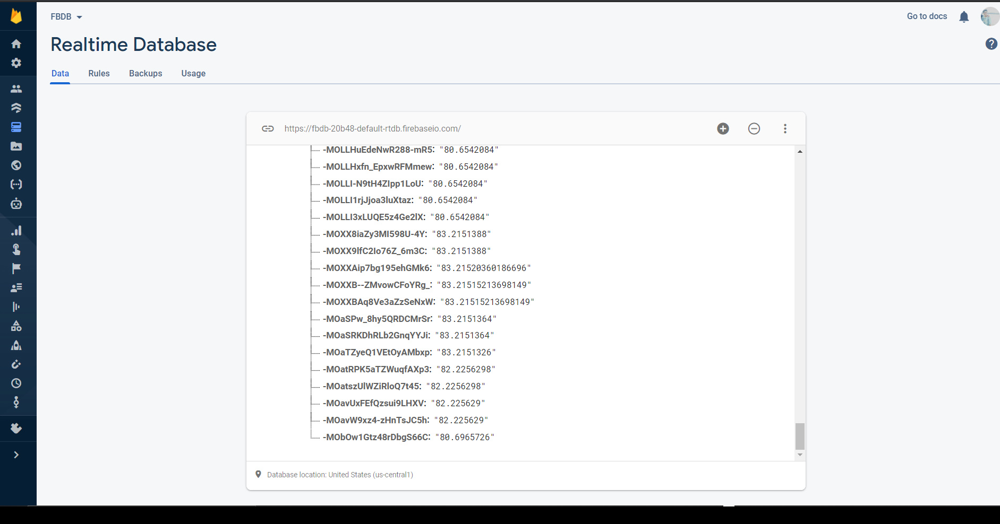 FBDB
Go to docs
Realtime Database
Data Rules Backups Usage
https://fbdb-20b48-default-rtdb.firebaseio.com/
-MOLLHuEdeNwR288-mR5: "80.6542084"
-MOLLHxfn_EpxwRFMmew: "80.6542084"
-MOLLI-N9tH4ZIpp1LoU: "80.6542084"
-MOLLI1rjJjoa3luXtaz: "80.6542084"
-MOLLI3xLUQE5z4Ge2lX: "80.6542084"
-MOXX8iaZy3MI598U-4Y: "83.2151388"
-MOXX9lfC2Io76Z_6m3C: "83.2151388"
-MOXXAip7bg195ehGMk6: "83.21520360186696"
-MOXXB--ZMvowCFoYRg_: "83.21515213698149"
-MOXXBAq8Ve3aZzSeNxW: "83.21515213698149"
-MOaSPw_8hy5QRDCMrSr: "83.2151364"
-MOaSRKDhRLb2GnqYYJi: "83.2151364"
-MOaTZyeQ1VEtOyAMbxp: "83.2151326"
-MOatRPK5aTZWuqfAXp3: "82.2256298"
-MOatszUlWZiRloQ7t45: "82.2256298"
-MOavUxFEfQzsui9LHXV: "82.225629"
-MOavW9xz4-zHnTsJC5h: "82.225629"
-MObOw1Gtz48rDbgS66C: "80.6965726"
Database location: United States (us-central1)